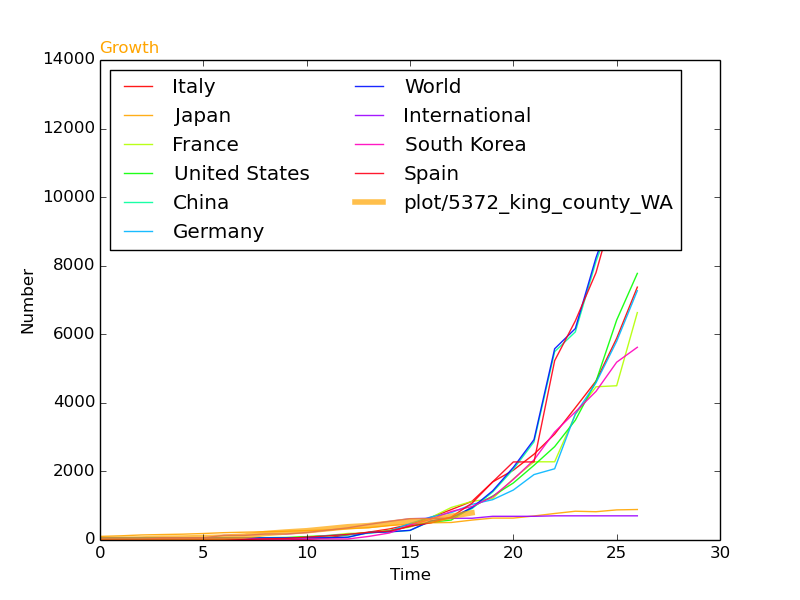 Growth
14000
12000
10000
8000
6000
4000
2000
0
Number
Italy
Japan
France
United States
China
Germany
World
International
South Korea
Spain
plot/5372_king_county_WA
0 5 10 15 20 25 30
Time